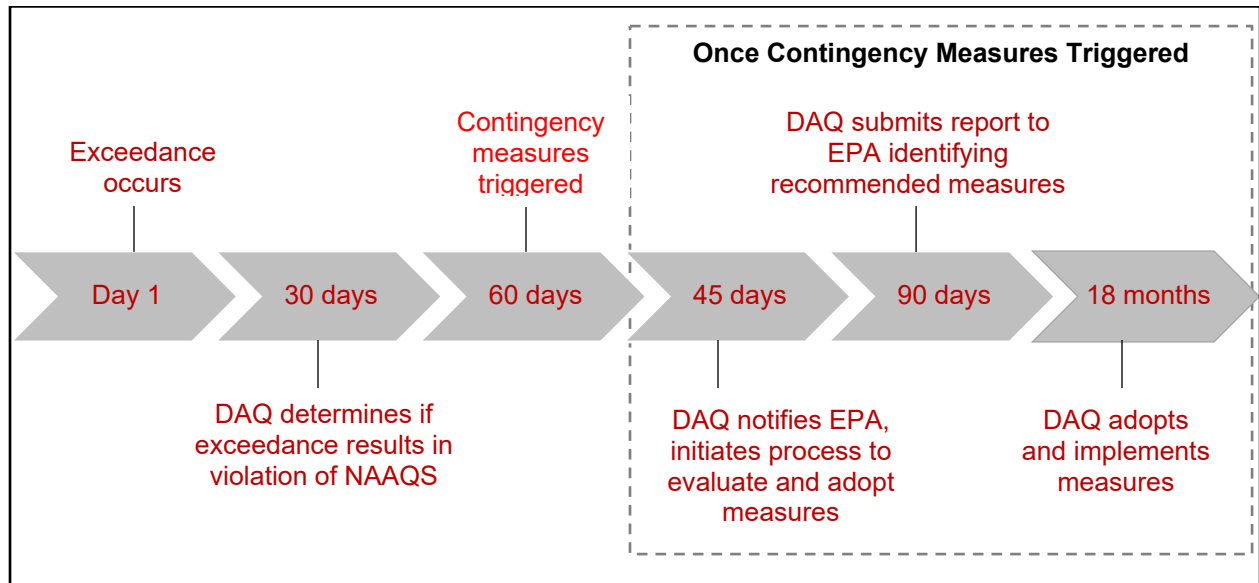 Once Contingency Measures Triggered
Exceedance
occurs
Contingency
measures
triggered
DAQ submits report to
EPA identifying
recommended measures
Day 1
30 days
60 days
45 days
90 days
18 months
DAQ determines if
exceedance results in
violation of NAAQS
DAQ notifies EPA,
initiates process to
evaluate and adopt
measures
DAQ adopts
and implements
measures